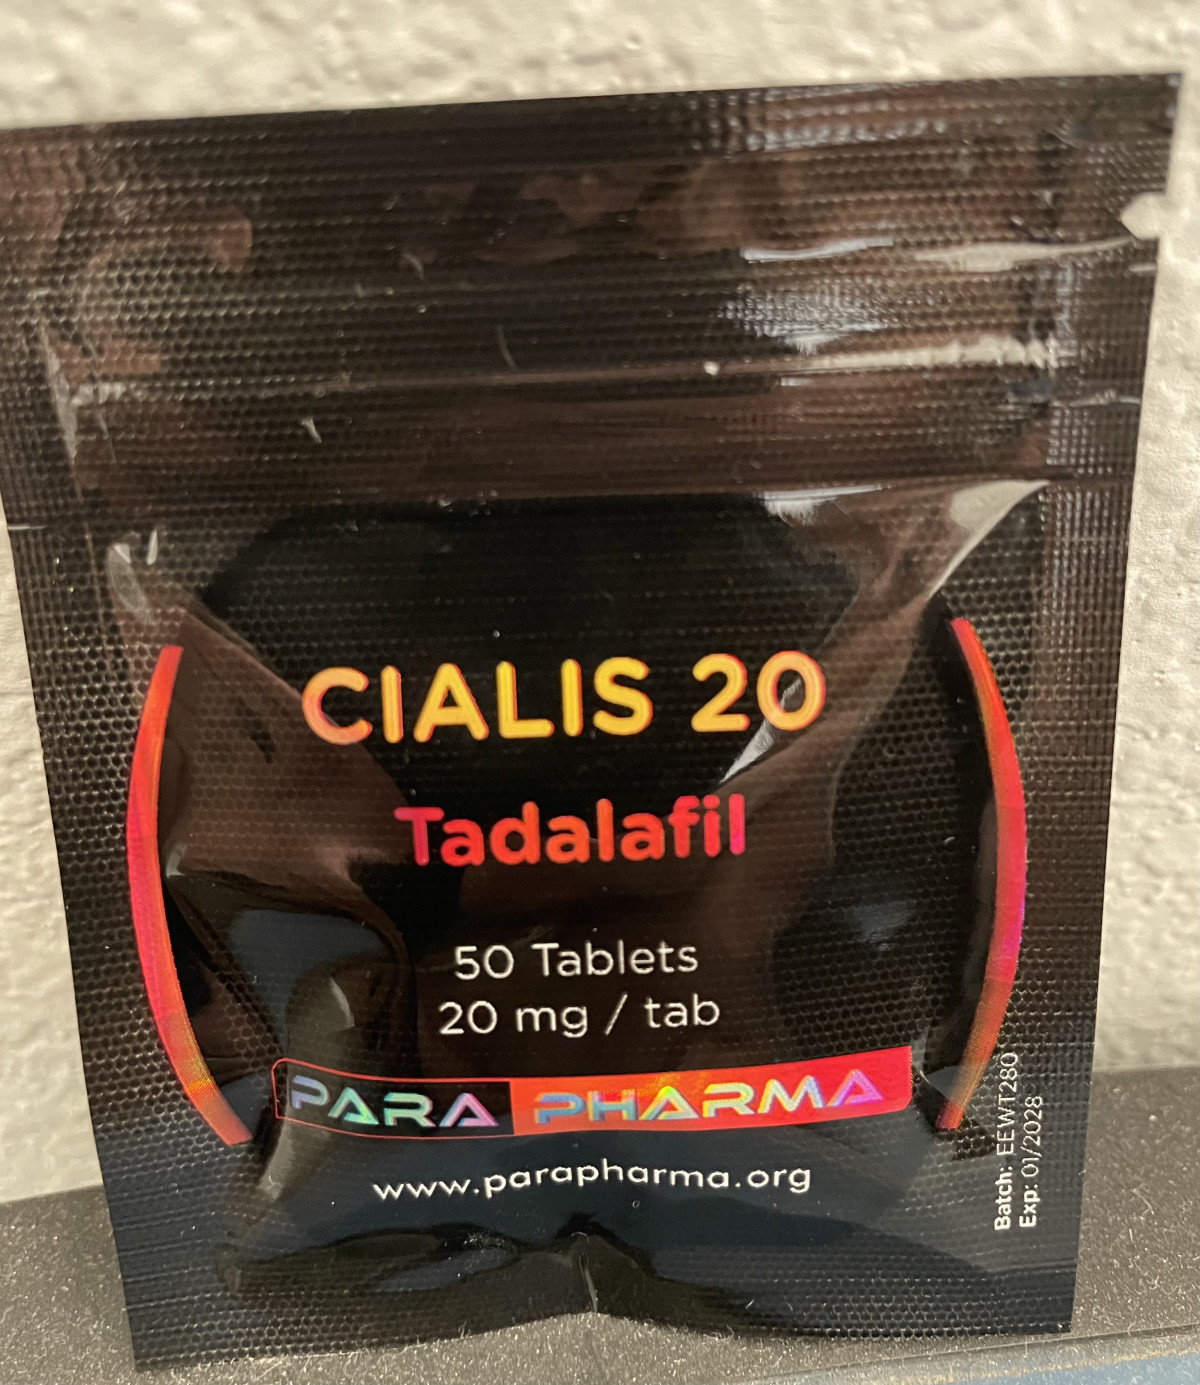 CIALIS 20
Tadalafil
50 Tablets
20 mg / tab
PARA PHARMA
www.parapharma.org
Batch: EEWT280
Exp: 01/2028